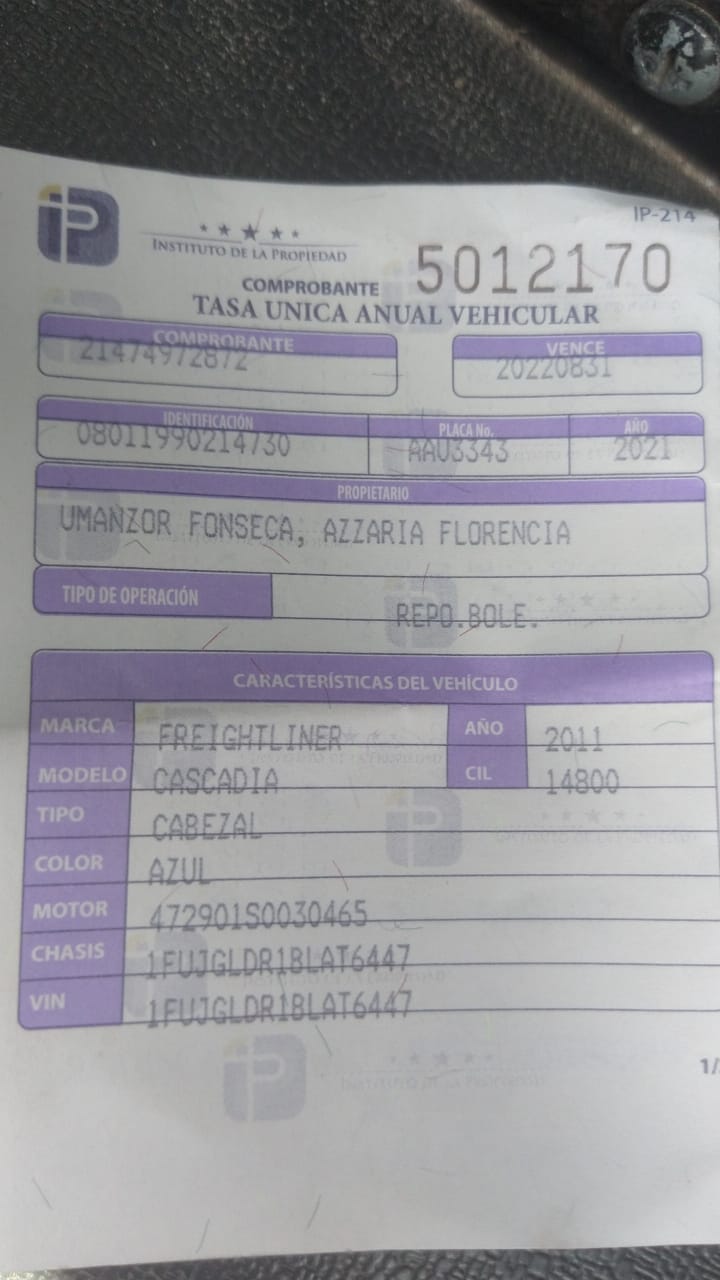 IP-214
iP
INSTITUTO DE LA PROPIEDAD
COMPROBANTE 5012170
TASA UNICA ANUAL VEHICULAR
COMPROBANTE VENCE
21474972872 20220831
IDENTIFICACIÓN PLACA No. AÑO
08011990214730 AAU3343 2021
PROPIETARIO
UMANZOR FONSECA, AZZARIA FLORENCIA
TIPO DE OPERACIÓN REPO.BOLE.
CARACTERÍSTICAS DEL VEHÍCULO
MARCA FREIGHTLINER AÑO 2011
MODELO CASCADIA CIL 14800
TIPO CABEZAL
COLOR AZUL
MOTOR 472901S0030465
CHASIS 1FUJGLDR1BLAT6447
VIN 1FUJGLDR1BLAT6447